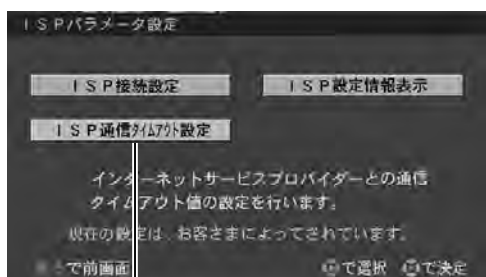 ISPパラメータ設定
ISP接続設定 ISP設定情報表示
ISP通信ﾀｲﾑｱｳﾄ設定
インターネットサービスプロバイダーとの通信
タイムアウト値の設定を行います。
現在の設定は、お客さまによってされています。
で前画面 で選択 で決定